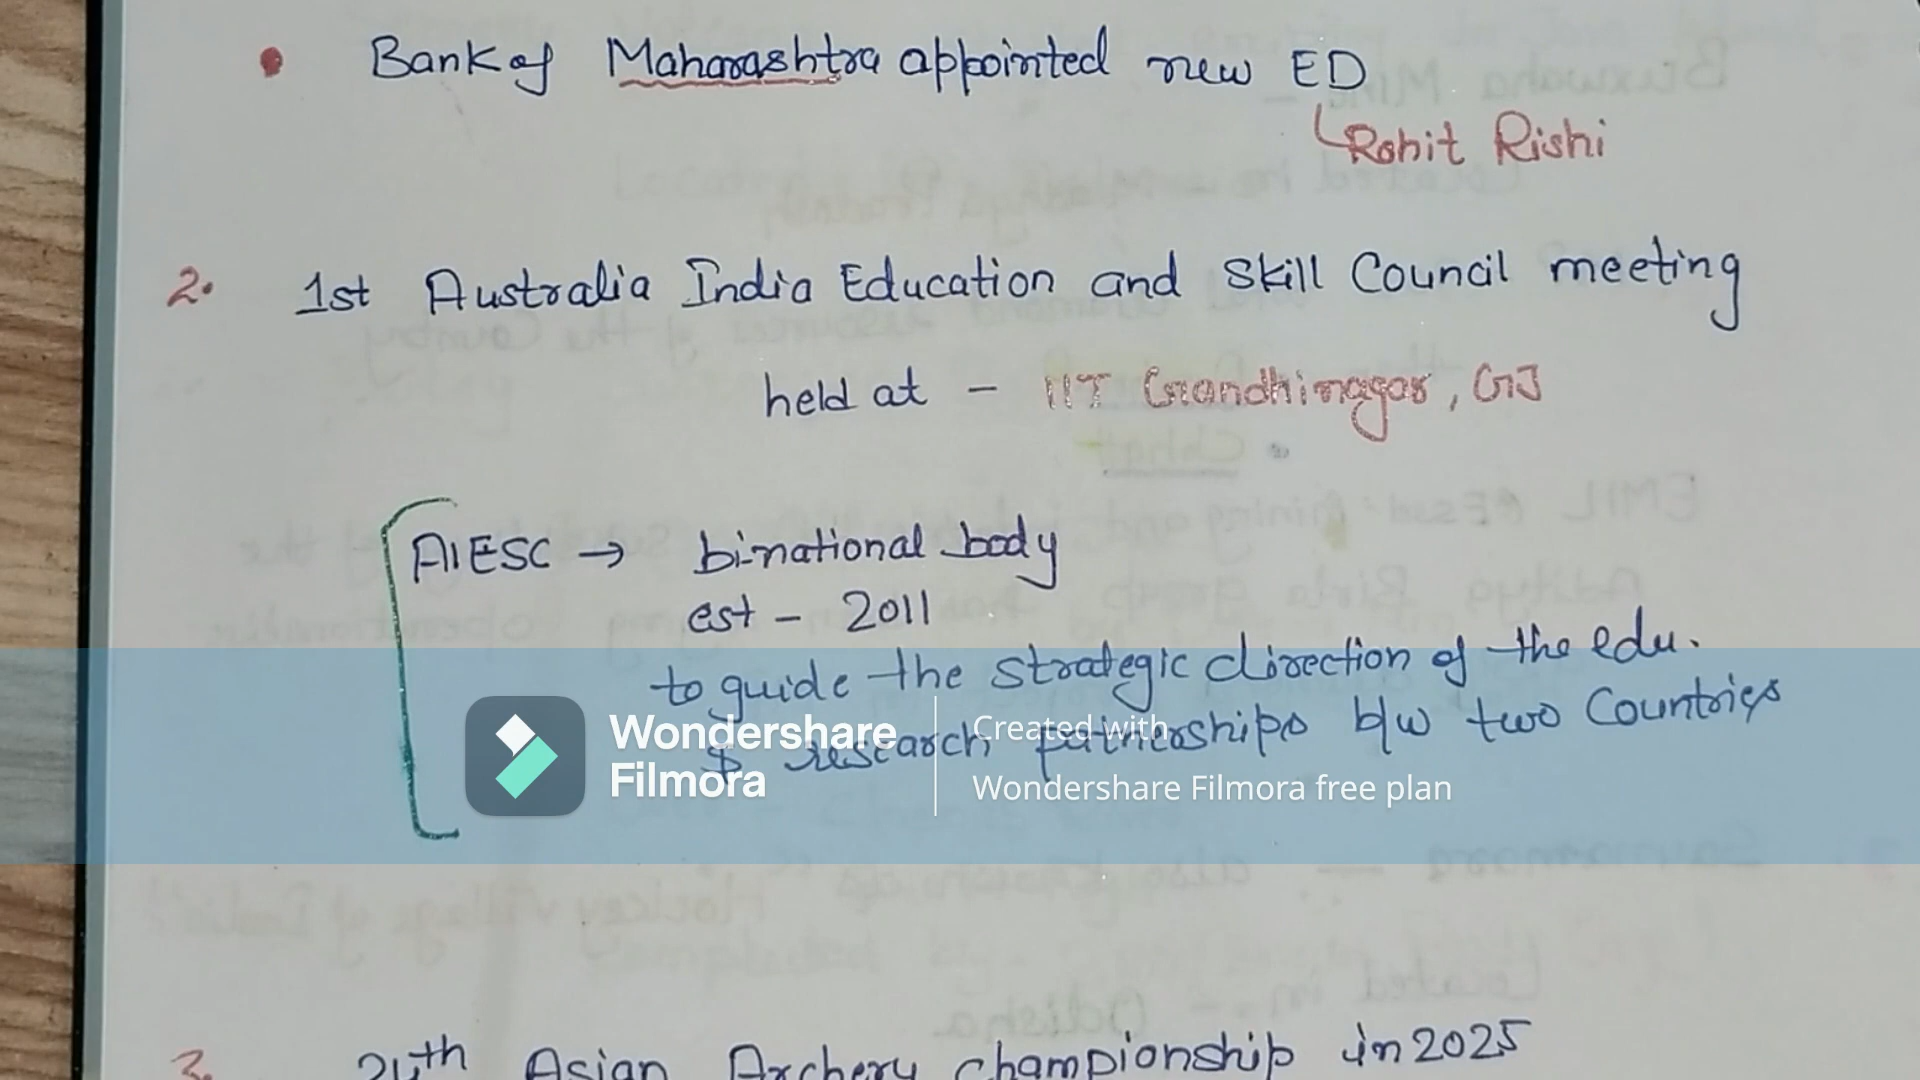 • Bank of Maharashtra appointed new ED
Rohit Rishi
2. 1st Australia India Education and Skill Council meeting
held at - IIT Gandhinagar, GJ
AIESC → bi-national body
est - 2011
to guide the strategic direction of the edu.
& research partnerships b/w two Countries
Wondershare
Filmora
Created with
Wondershare Filmora free plan
3. 24th Asian Archery championship in 2025